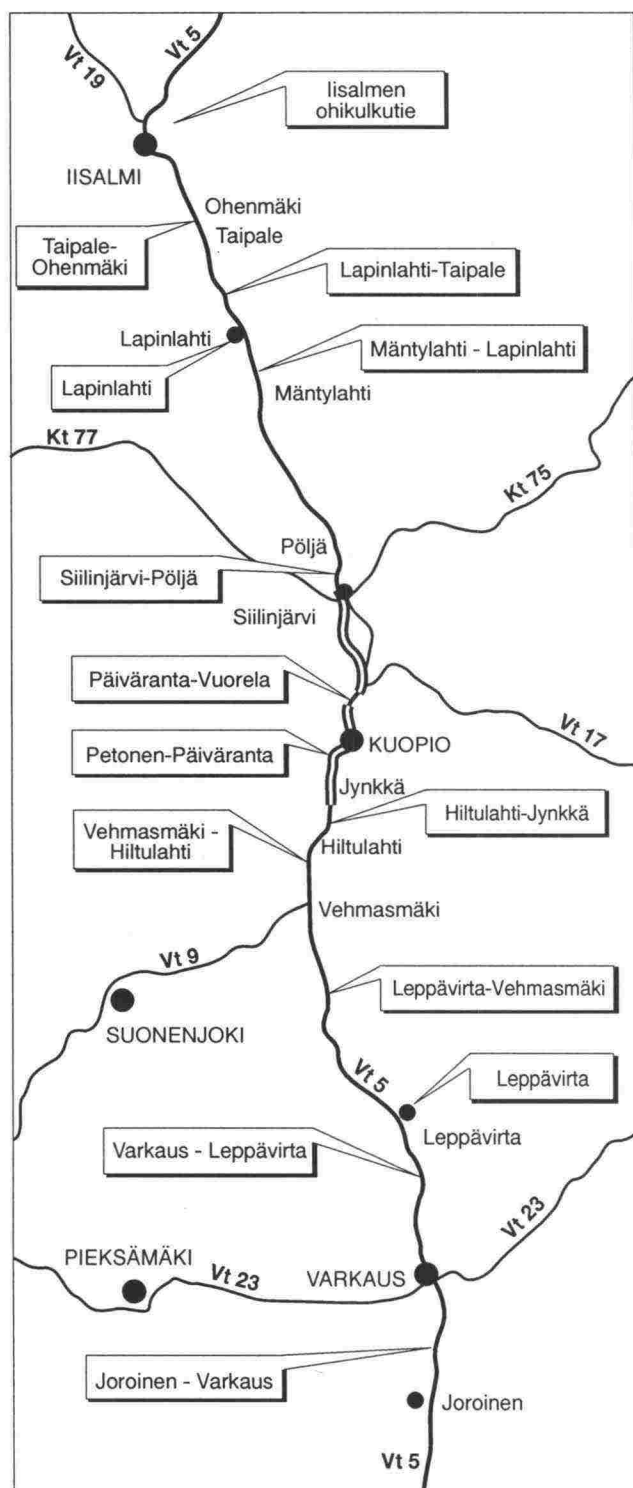 Vt 19
Vt 5
Iisalmen
ohikulkutie
IISALMI
Ohenmäki
Taipale
Taipale-
Ohenmäki
Lapinlahti-Taipale
Lapinlahti
Mäntylahti - Lapinlahti
Lapinlahti
Mäntylahti
Kt 77
Kt 75
Pöljä
Siilinjärvi-Pöljä
Siilinjärvi
Päiväranta-Vuorela
Vt 17
KUOPIO
Petonen-Päiväranta
Jynkkä
Hiltulahti-Jynkkä
Vehmasmäki -
Hiltulahti
Hiltulahti
Vehmasmäki
Vt 9
Leppävirta-Vehmasmäki
SUONENJOKI
Vt 5
Leppävirta
Leppävirta
Varkaus - Leppävirta
Vt 23
PIEKSÄMÄKI
Vt 23
VARKAUS
Joroinen - Varkaus
Joroinen
Vt 5